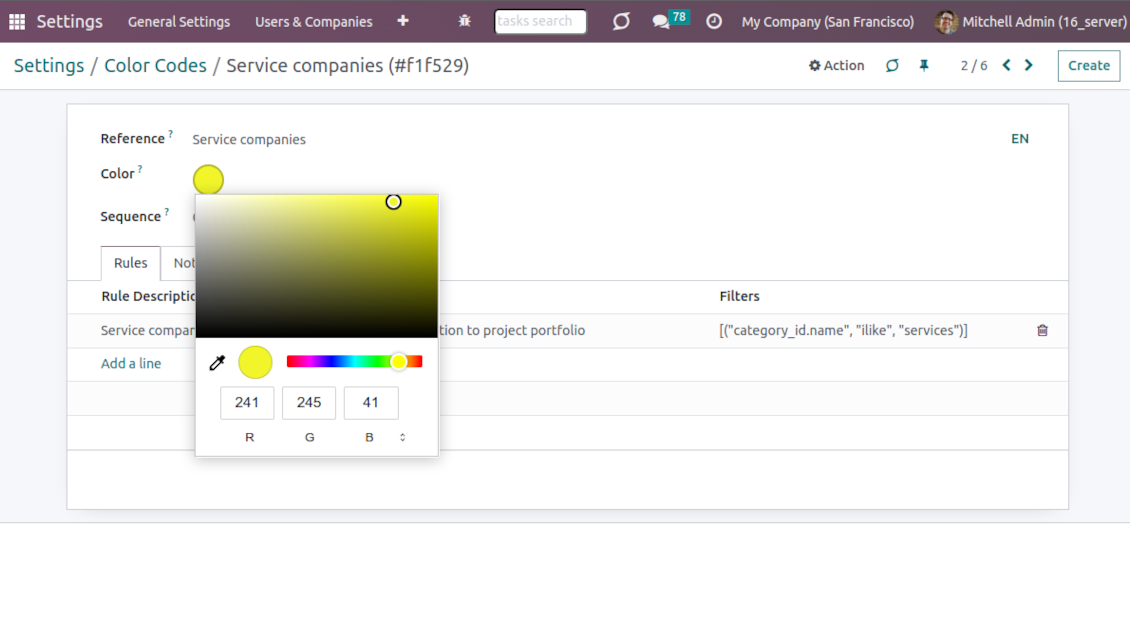 Settings General Settings Users & Companies + tasks search 78 My Company (San Francisco) Mitchell Admin (16_server)
Settings / Color Codes / Service companies (#f1f529) Action 2 / 6 Create
Reference ? Service companies EN
Color ?
Sequence ?
Rules Not
Rule Descriptio Filters
Service compar tion to project portfolio [("category_id.name", "ilike", "services")]
Add a line
241 245 41
R G B